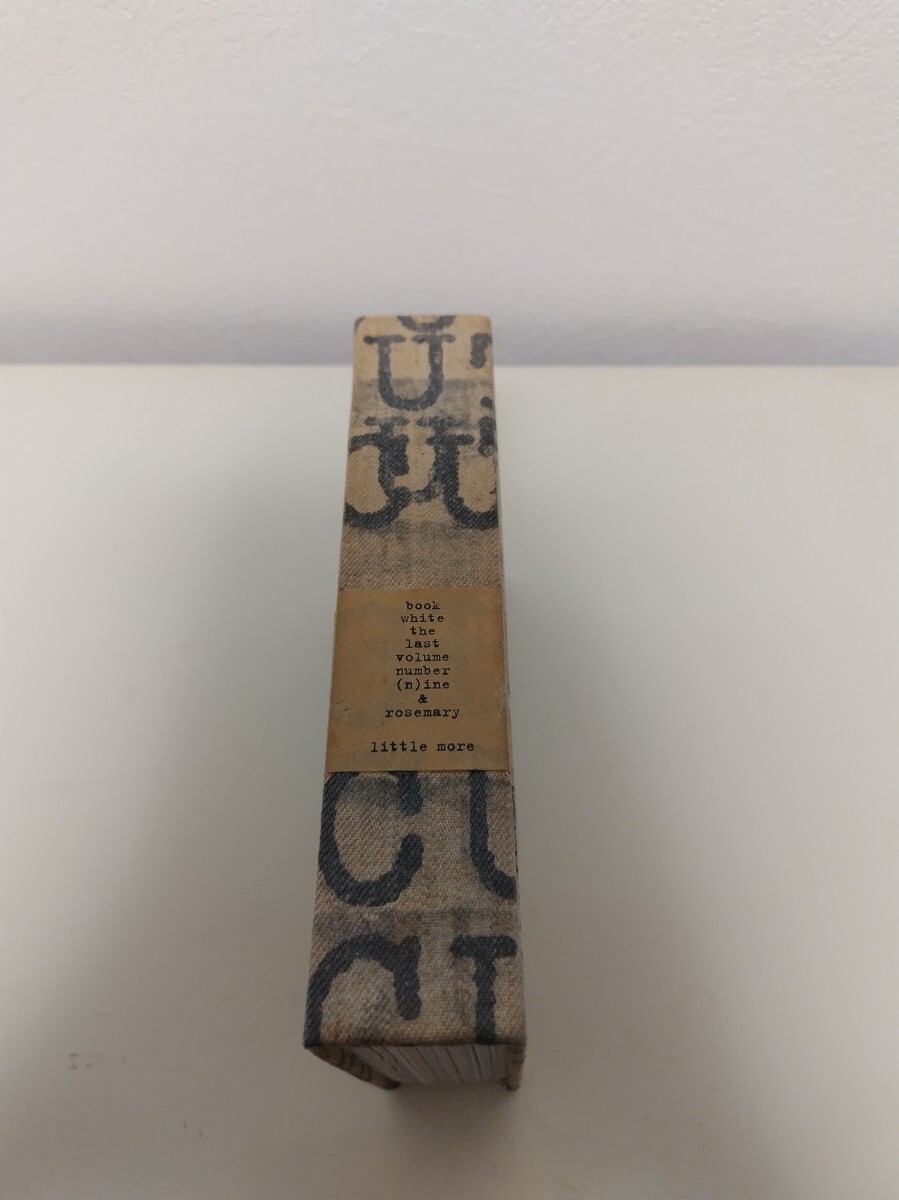 U
U
C U
book
white
the
last
volume
number
(n)ine
&
rosemary
little more
C U
C U